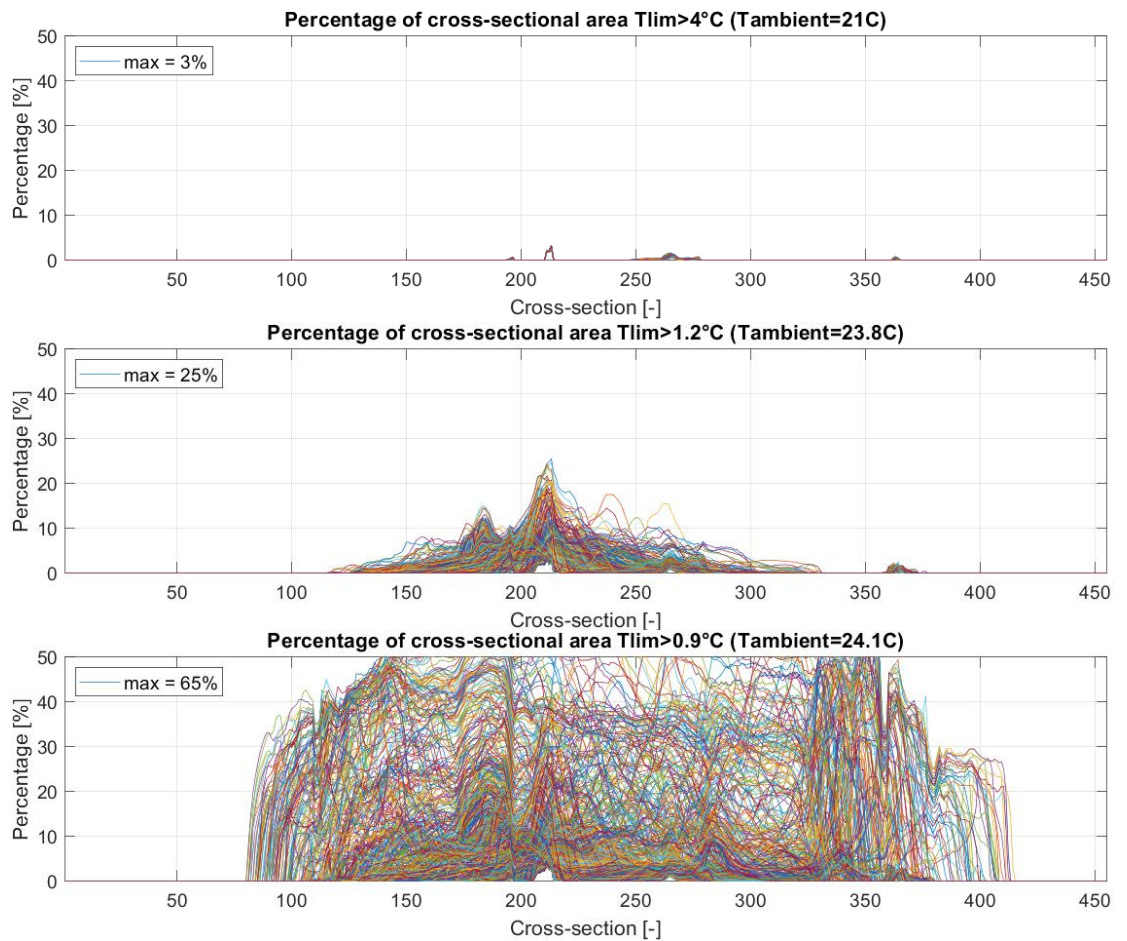 Percentage of cross-sectional area Tlim>4°C (Tambient=21C)
50
40
30
20
10
0
Percentage [%]
max = 3%
50 100 150 200 250 300 350 400 450
Cross-section [-]
Percentage of cross-sectional area Tlim>1.2°C (Tambient=23.8C)
50
40
30
20
10
0
Percentage [%]
max = 25%
50 100 150 200 250 300 350 400 450
Cross-section [-]
Percentage of cross-sectional area Tlim>0.9°C (Tambient=24.1C)
50
40
30
20
10
0
Percentage [%]
max = 65%
50 100 150 200 250 300 350 400 450
Cross-section [-]